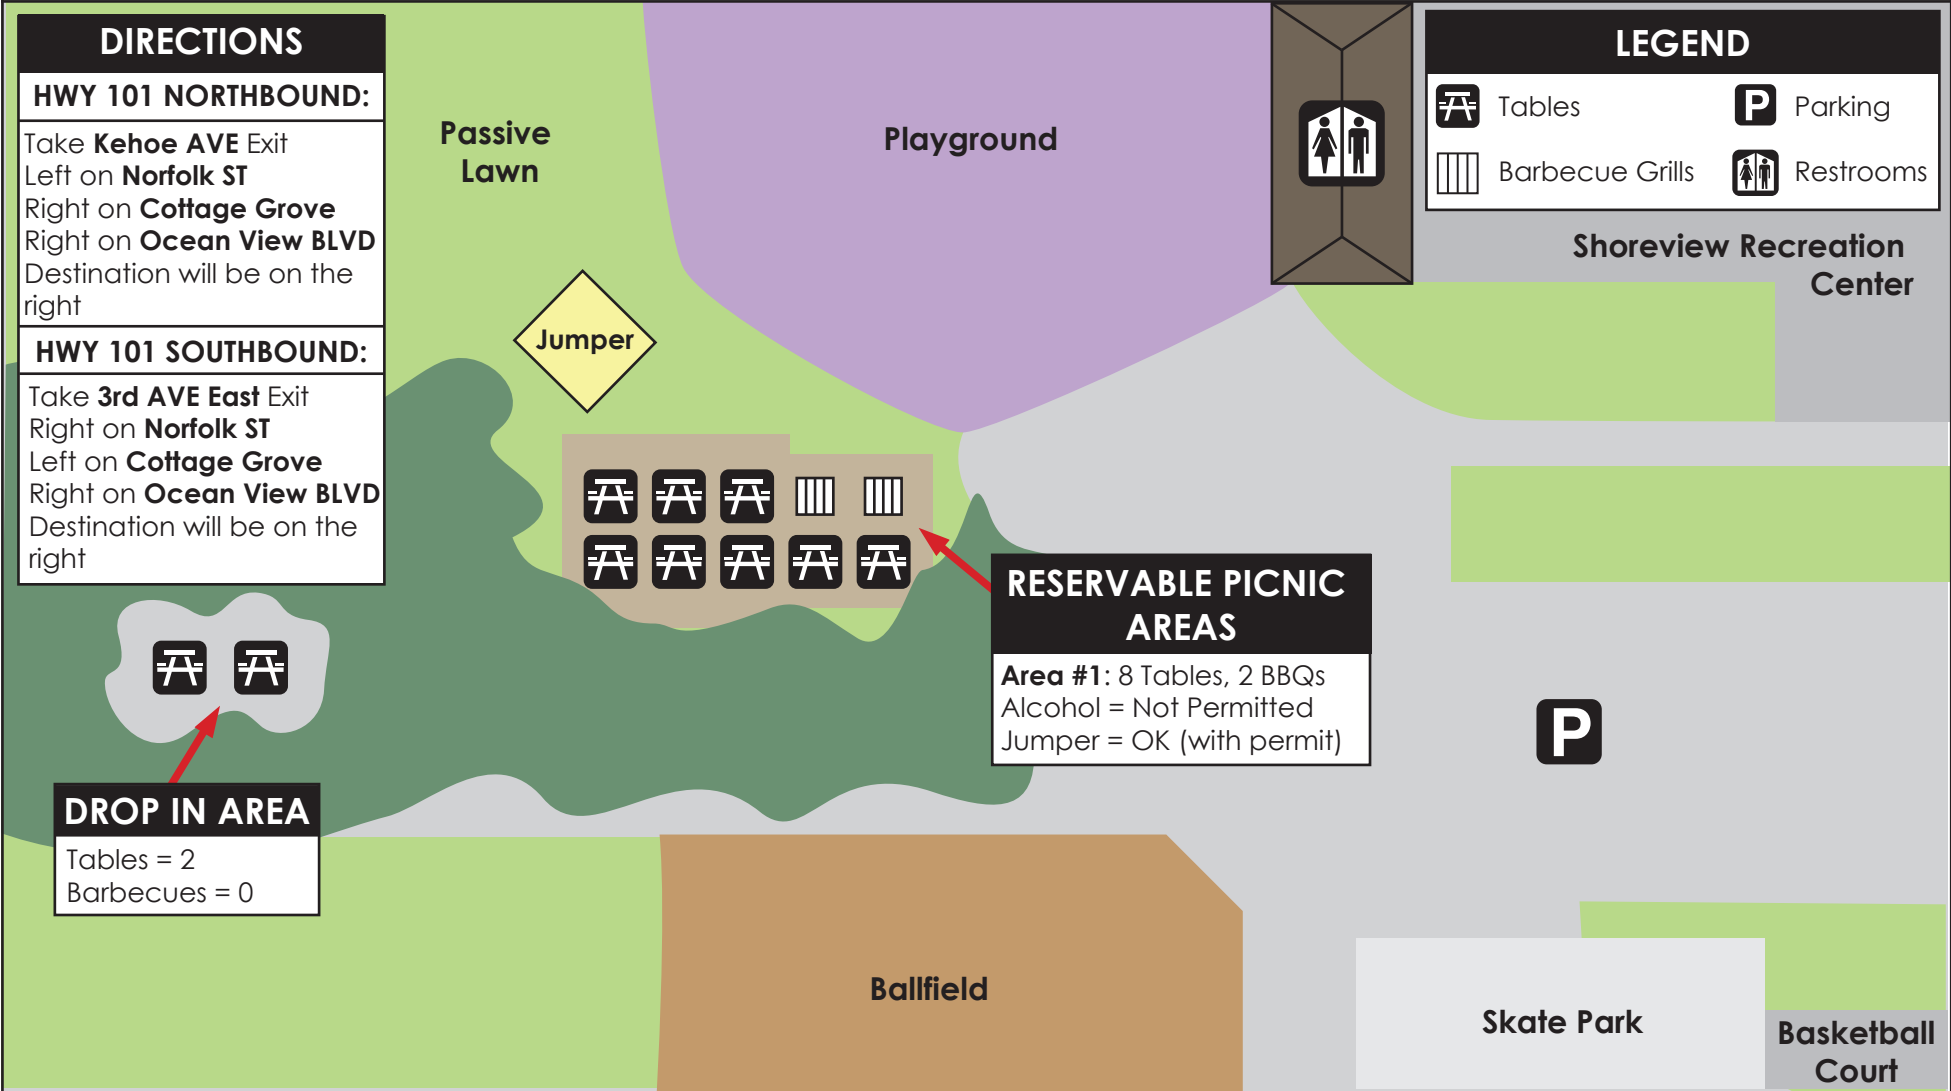 DIRECTIONS
HWY 101 NORTHBOUND:
Take Kehoe AVE Exit
Left on Norfolk ST
Right on Cottage Grove
Right on Ocean View BLVD
Destination will be on the
right
HWY 101 SOUTHBOUND:
Take 3rd AVE East Exit
Right on Norfolk ST
Left on Cottage Grove
Right on Ocean View BLVD
Destination will be on the
right
Passive
Lawn
Playground
LEGEND
Tables
P Parking
Barbecue Grills
Restrooms
Shoreview Recreation
Center
Jumper
RESERVABLE PICNIC
AREAS
Area #1: 8 Tables, 2 BBQs
Alcohol = Not Permitted
Jumper = OK (with permit)
P
DROP IN AREA
Tables = 2
Barbecues = 0
Ballfield
Skate Park
Basketball
Court